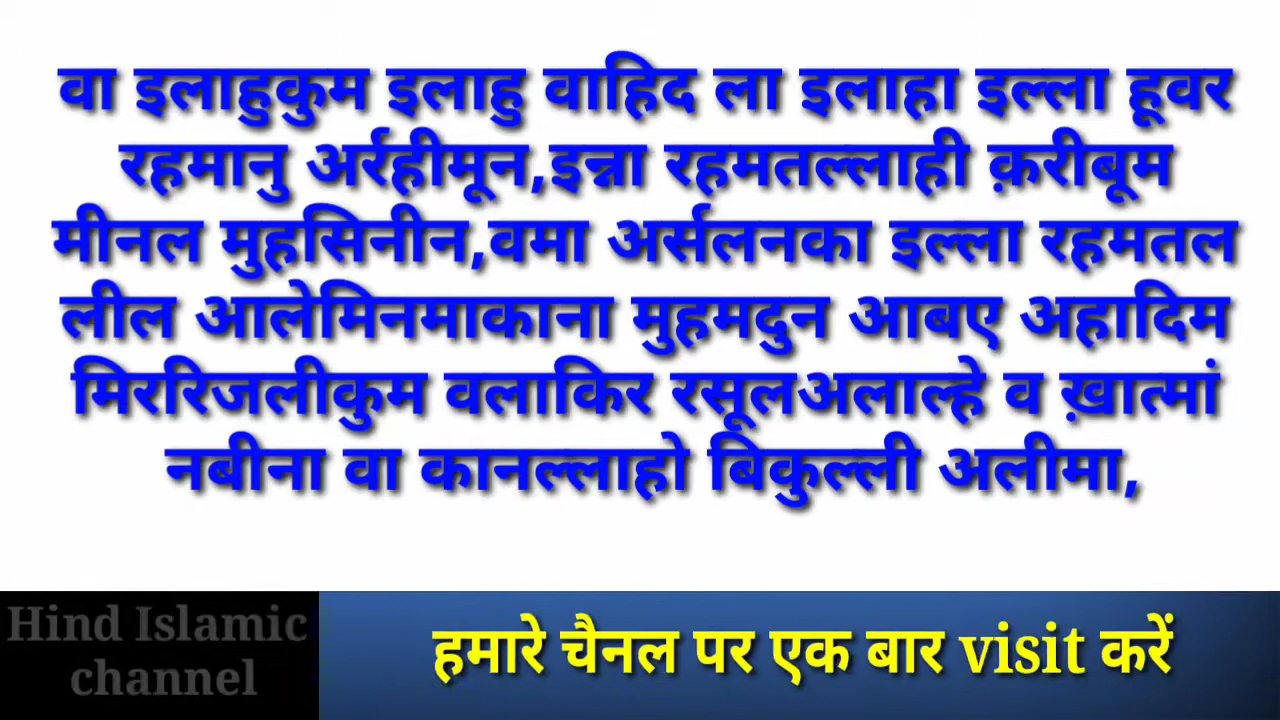 वा इलाहुकुम इलाहु वाहिद ला इलाहा इल्ला हूवर
रहमानु अर्रहीमून,इन्ना रहमतल्लाही क़रीबूम
मीनल मुहसिनीन,वमा अर्सलनका इल्ला रहमतल
लील आलेमिनमाकाना मुहमदुन आबए अहादिम
मिररिजलीकुम वलाकिर रसूलअलाल्हे व ख़ात्मां
नबीना वा कानल्लाहो बिकुल्ली अलीमा,
Hind Islamic
channel
हमारे चैनल पर एक बार visit करें